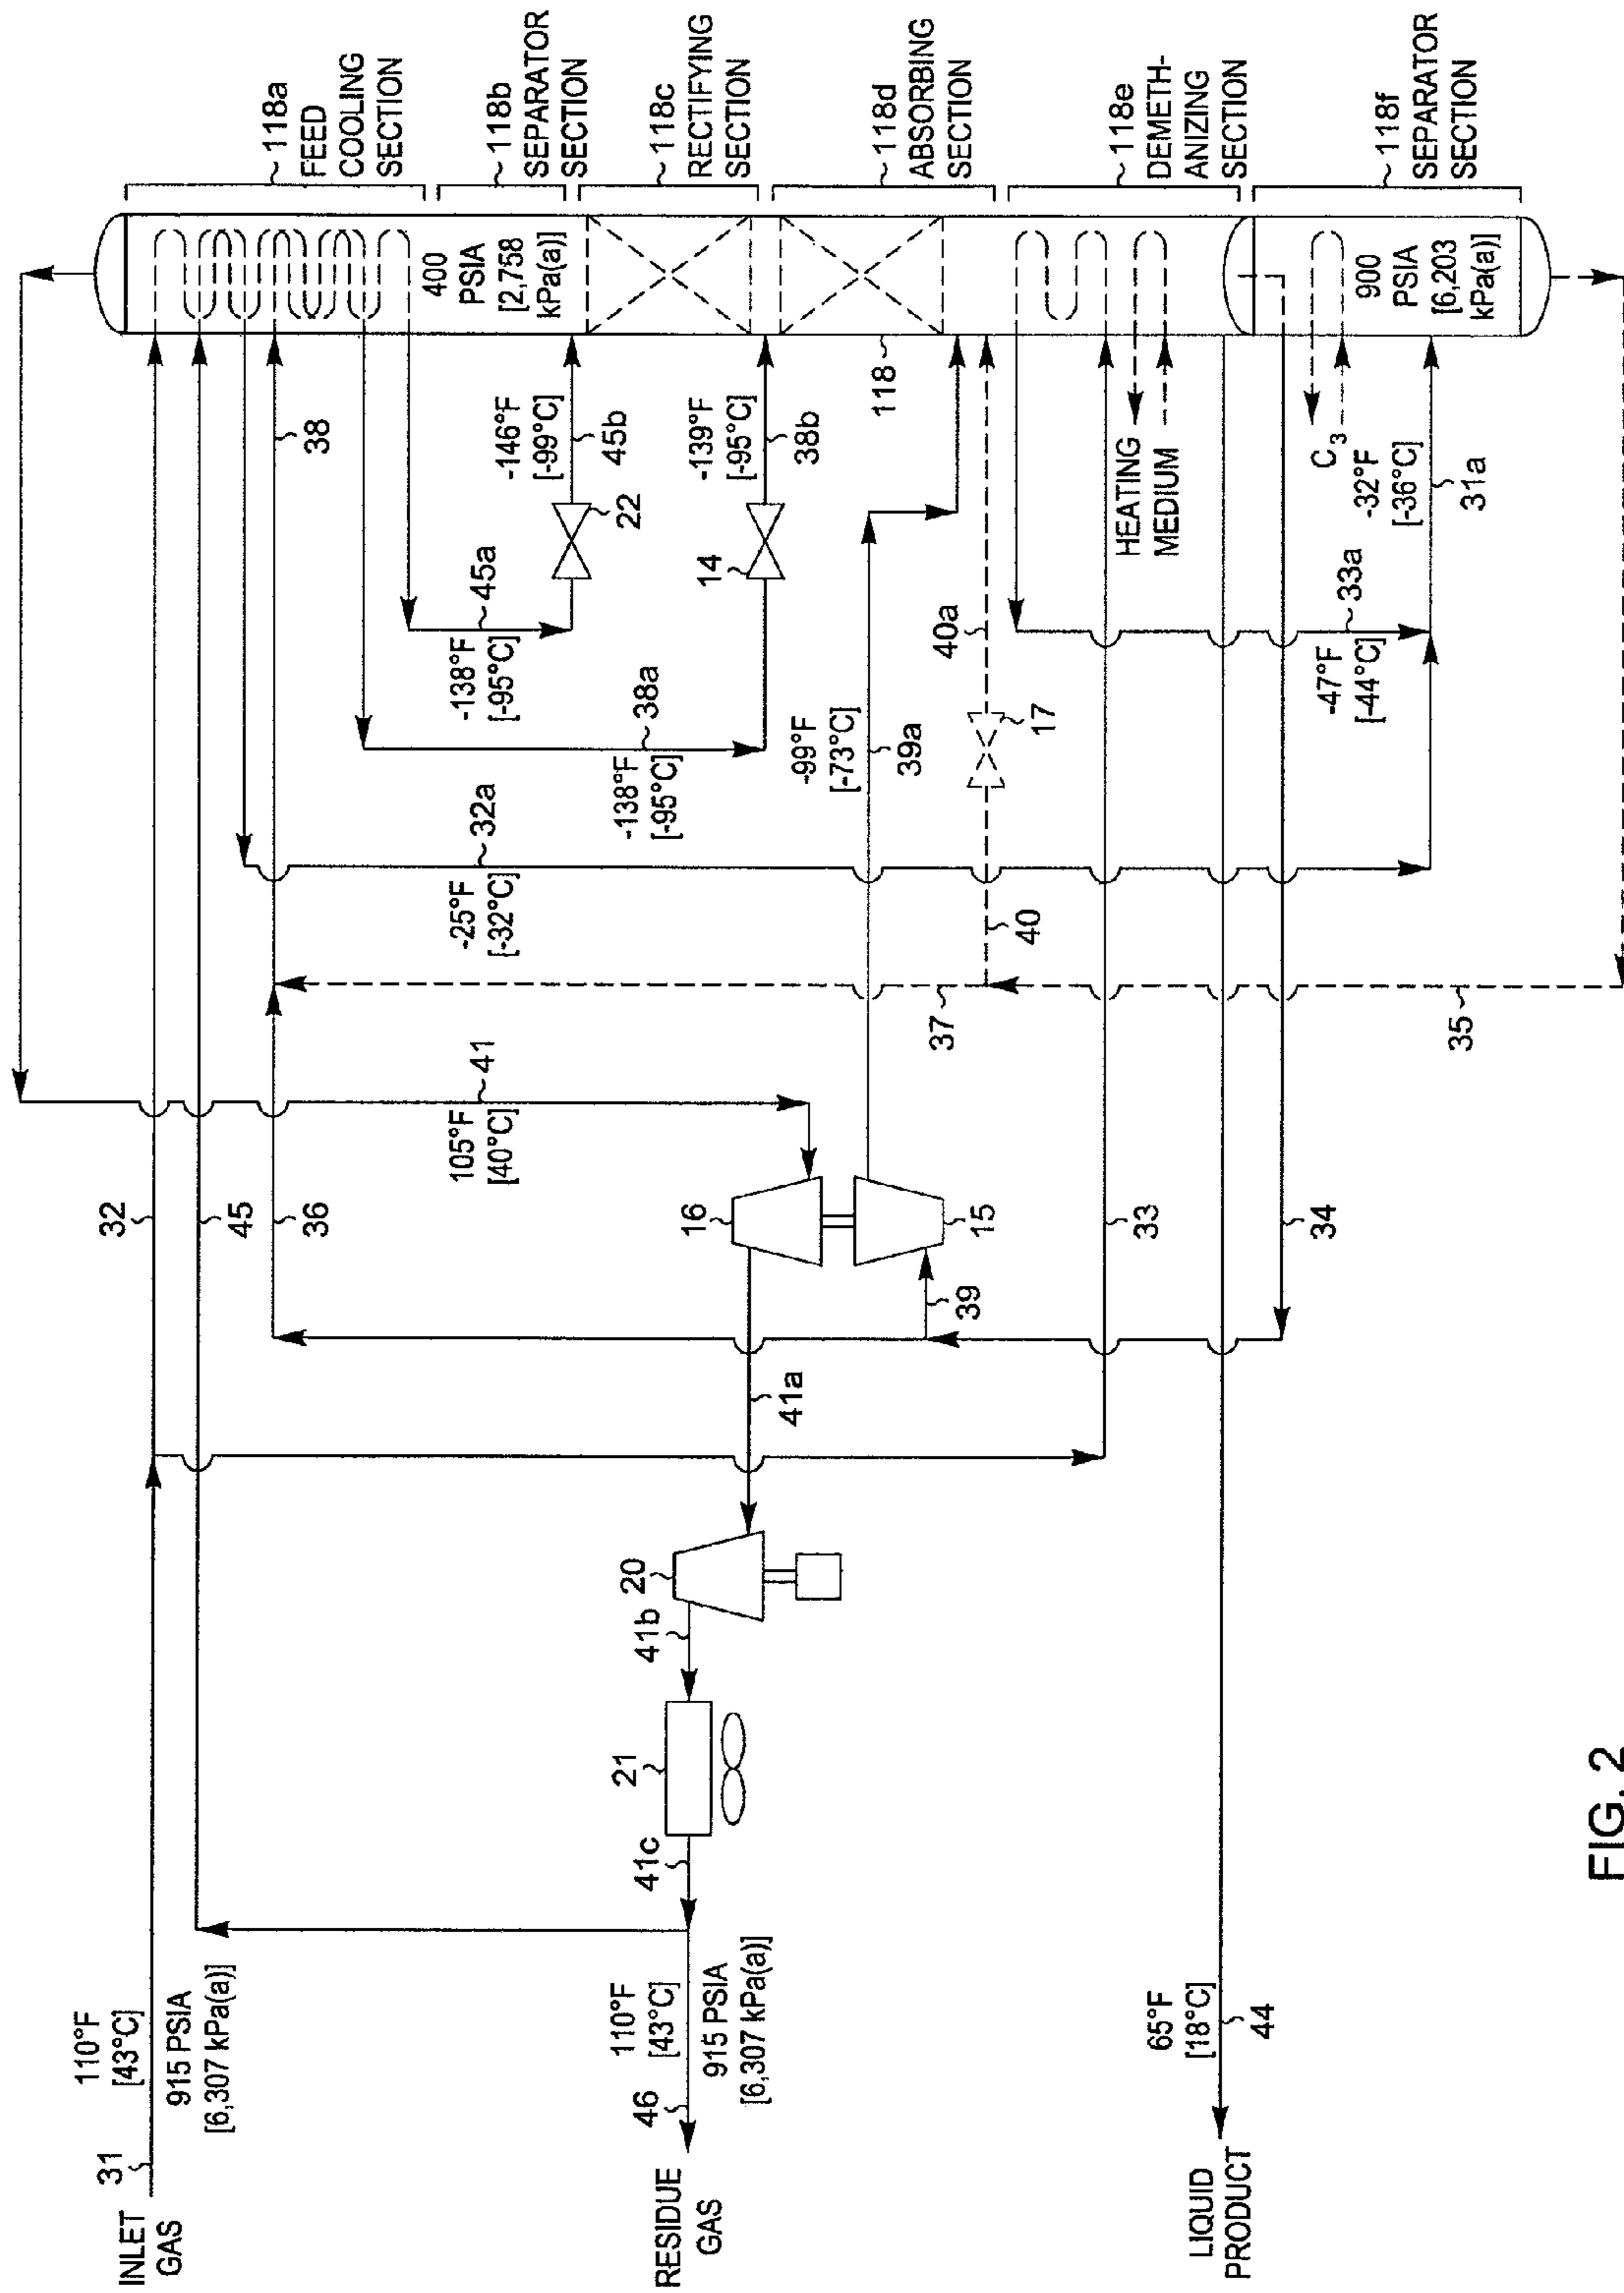 118a
FEED
COOLING
SECTION
118b
SEPARATOR
SECTION
118c
RECTIFYING
SECTION
118d
ABSORBING
SECTION
118e
DEMETH-
ANIZING
SECTION
118f
SEPARATOR
SECTION
400
PSIA
[2,758
kPa(a)]
900
PSIA
[6,203
kPa(a)]
118
38
-146°F
[-99°C]
45b
22
-139°F
[-95°C]
38b
14
HEATING
MEDIUM
C3
-32°F
[-36°C]
31a
45a
-138°F
[-95°C]
38a
-138°F
[-95°C]
-99°F
[-73°C]
39a
40a
17
33a
-47°F
[-44°C]
32a
-25°F
[-32°C]
40
37
35
41
105°F
[40°C]
32
45
36
16
15
39
33
34
41a
20
41b
21
41c
110°F
[43°C]
915 PSIA
[6,307 kPa(a)]
31
INLET
GAS
110°F
[43°C]
915 PSIA
[6,307 kPa(a)]
46
RESIDUE
GAS
65°F
[18°C]
44
LIQUID
PRODUCT
FIG. 2